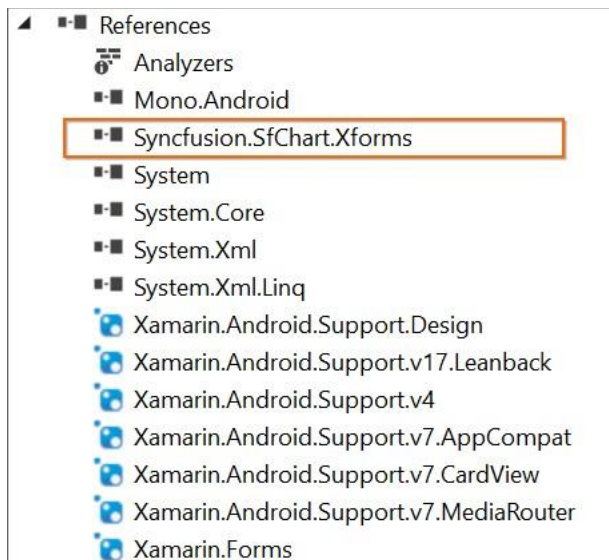 References
Analyzers
Mono.Android
Syncfusion.SfChart.Xforms
System
System.Core
System.Xml
System.Xml.Linq
Xamarin.Android.Support.Design
Xamarin.Android.Support.v17.Leanback
Xamarin.Android.Support.v4
Xamarin.Android.Support.v7.AppCompat
Xamarin.Android.Support.v7.CardView
Xamarin.Android.Support.v7.MediaRouter
Xamarin.Forms